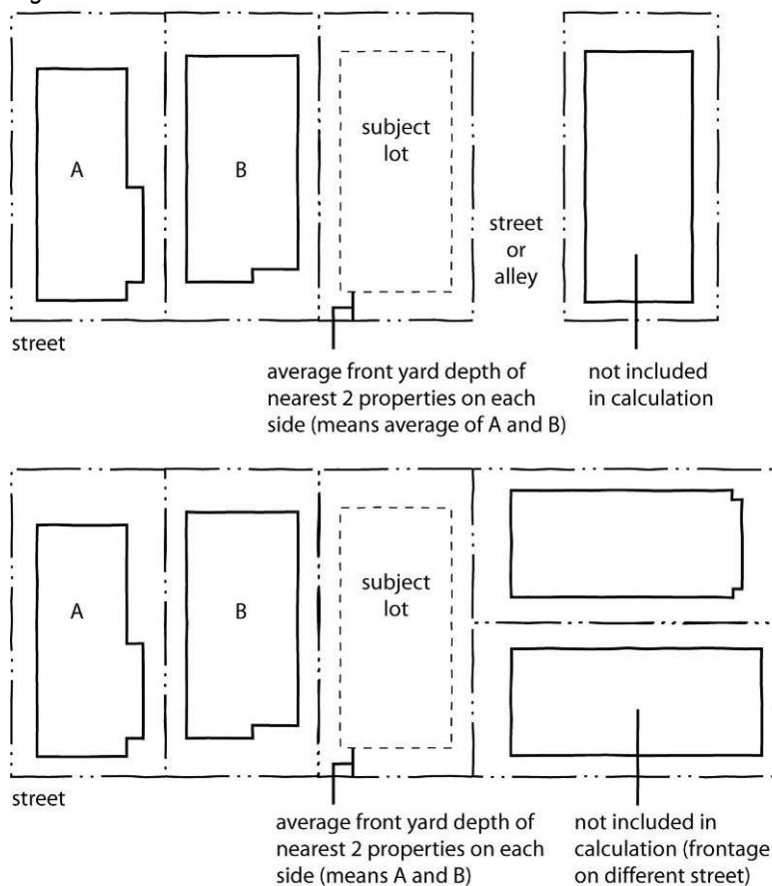 A
B
subject
lot
street
or
alley
street
average front yard depth of
nearest 2 properties on each
side (means average of A and B)
not included
in calculation
A
B
subject
lot
street
average front yard depth of
nearest 2 properties on each
side (means A and B)
not included in
calculation (frontage
on different street)